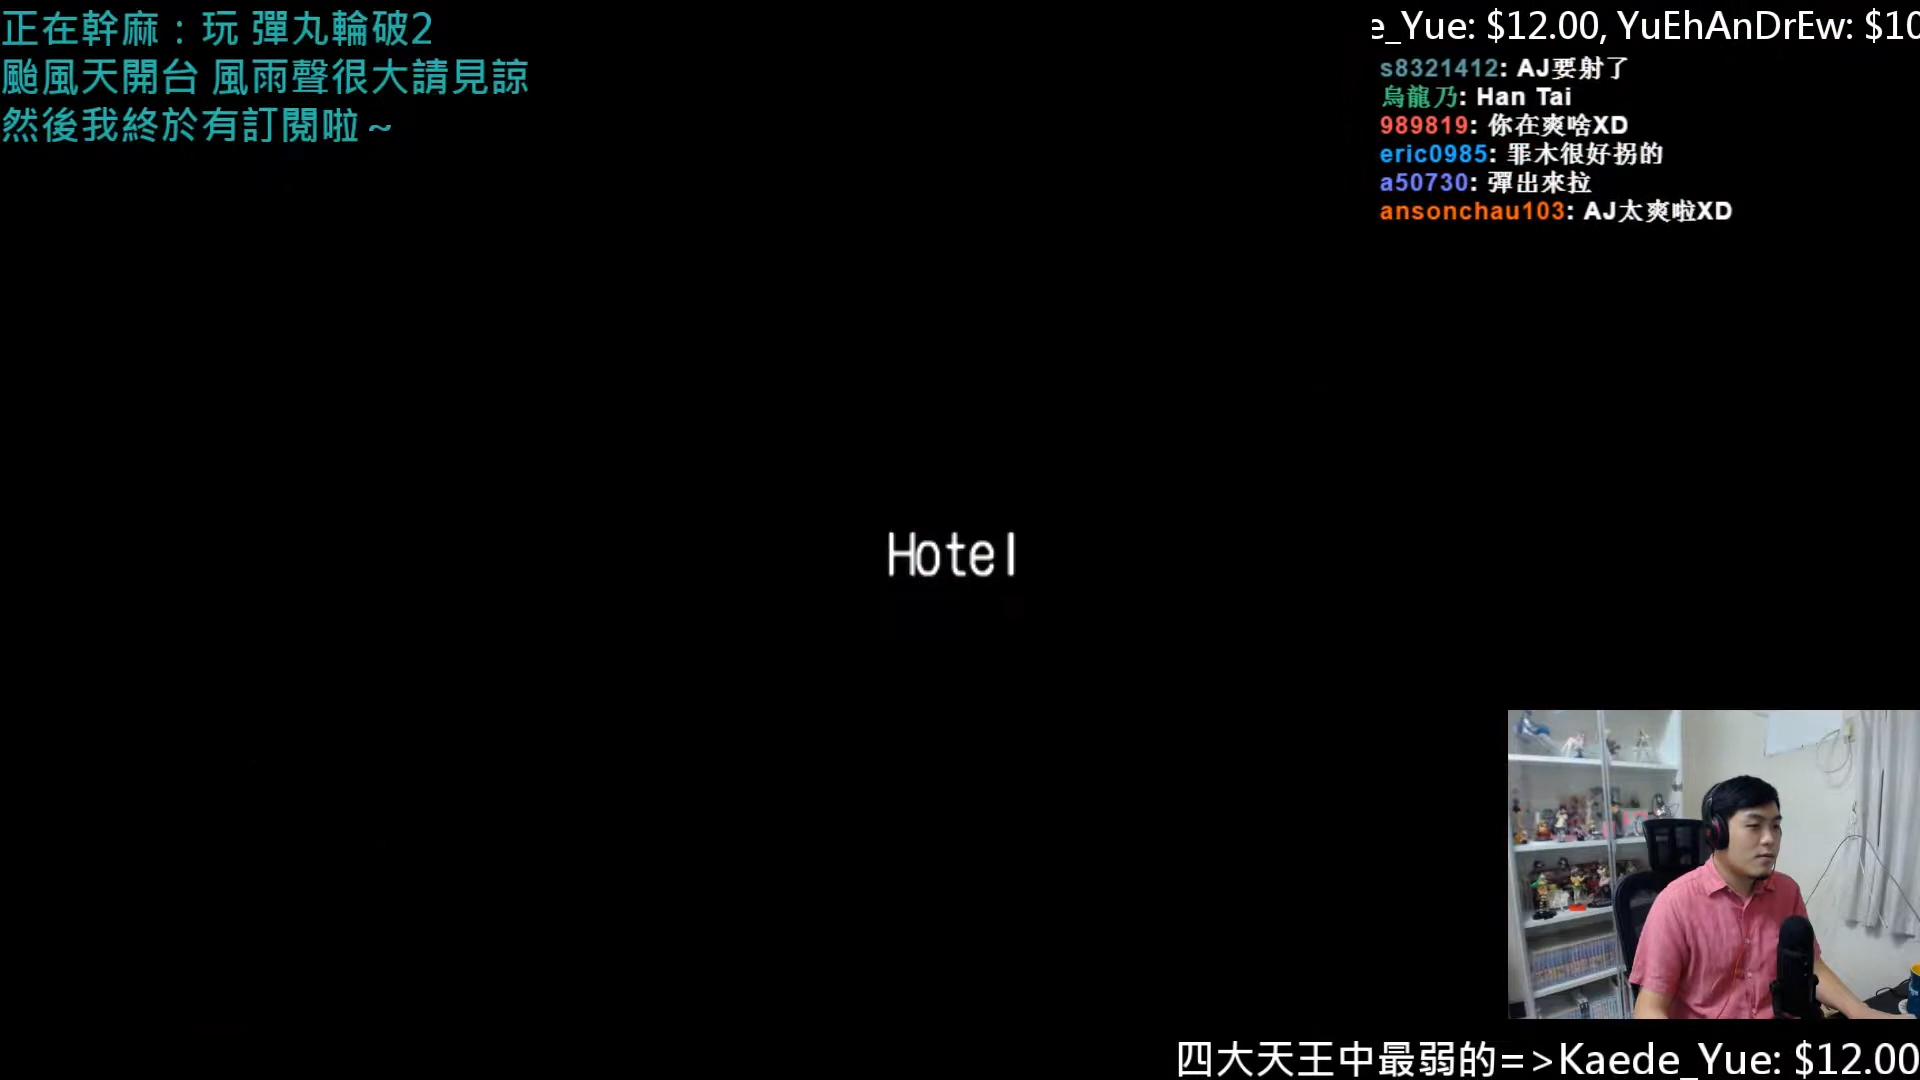 正在幹麻：玩 彈丸輪破2
颱風天開台 風雨聲很大請見諒
然後我終於有訂閱啦～
e_Yue: $12.00, YuEhAnDrEw: $10
s8321412: AJ要射了
烏龍乃: Han Tai
989819: 你在爽啥XD
eric0985: 罪木很好拐的
a50730: 彈出來拉
ansonchau103: AJ太爽啦XD
Hotel
四大天王中最弱的=>Kaede_Yue: $12.00